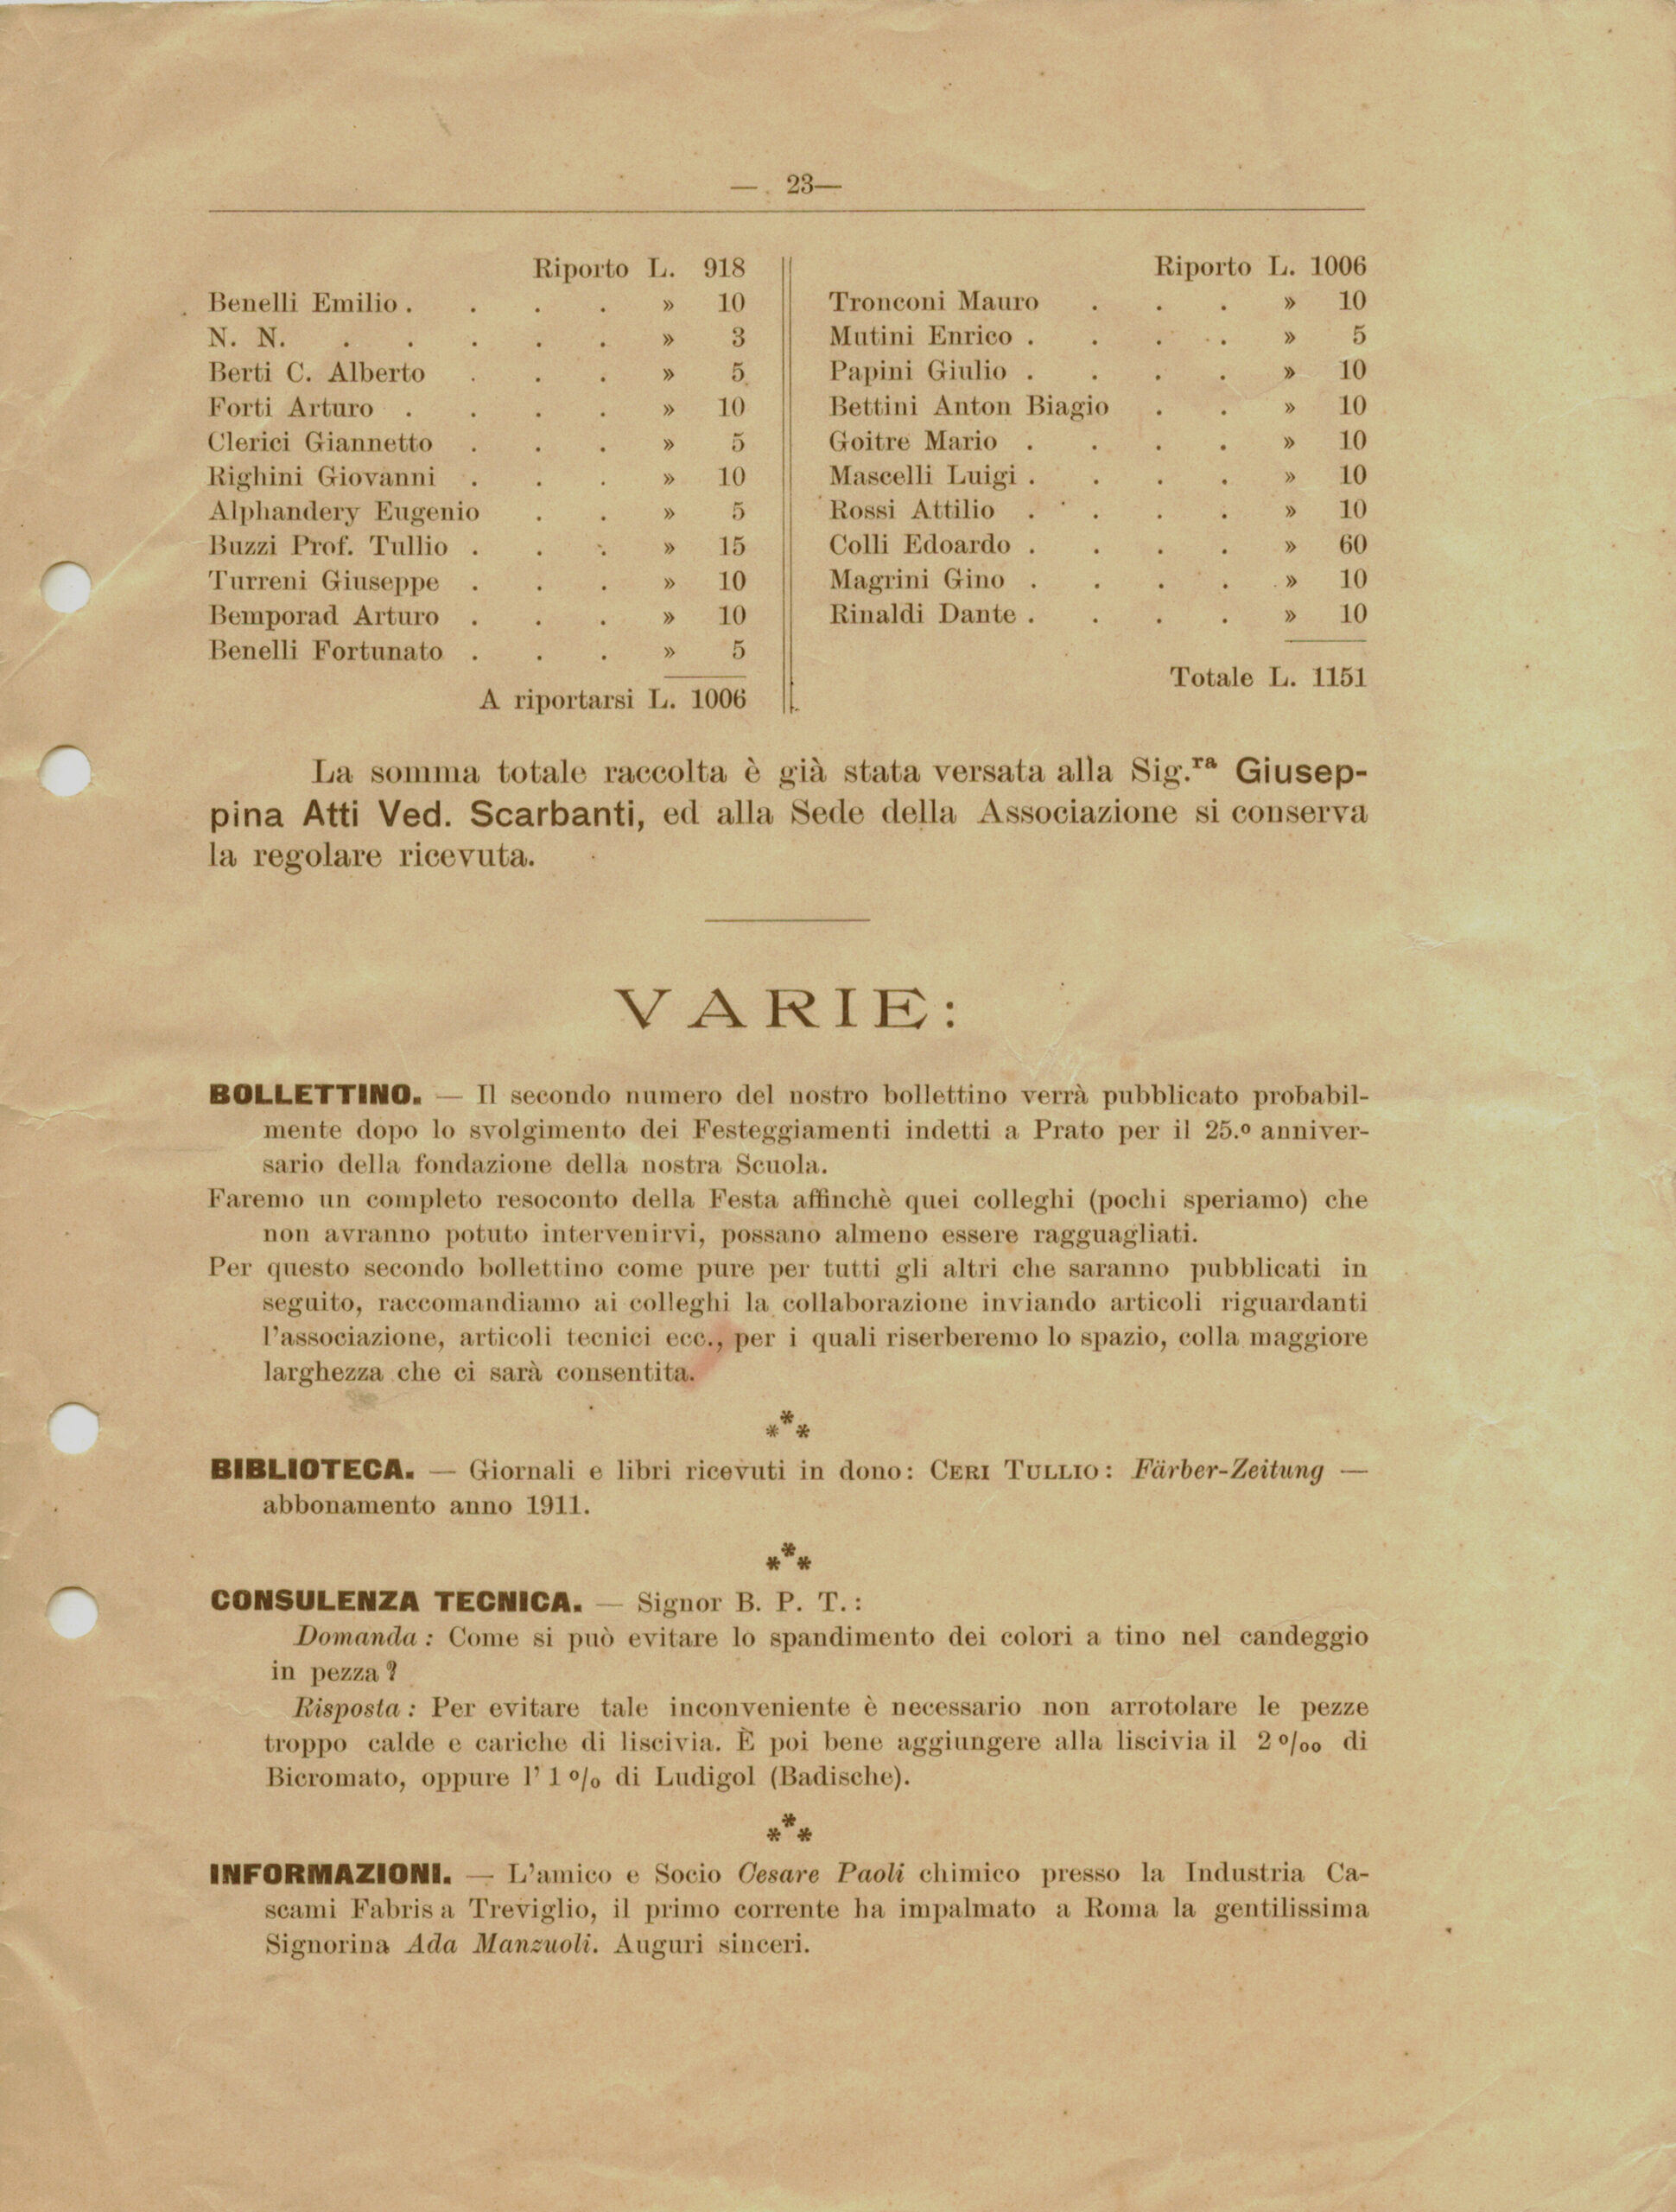 — 23—
Riporto L. 918
Benelli Emilio . . . . » 10
N. N. . . . . . » 3
Berti C. Alberto . . . » 5
Forti Arturo . . . . » 10
Clerici Giannetto . . . » 5
Righini Giovanni . . . » 10
Alphandery Eugenio . . » 5
Buzzi Prof. Tullio . . . » 15
Turreni Giuseppe . . . » 10
Bemporad Arturo . . . » 10
Benelli Fortunato . . . » 5
A riportarsi L. 1006
Riporto L. 1006
Tronconi Mauro . . . » 10
Mutini Enrico . . . . » 5
Papini Giulio . . . . » 10
Bettini Anton Biagio . . » 10
Goitre Mario . . . . » 10
Mascelli Luigi . . . . » 10
Rossi Attilio . . . . » 10
Colli Edoardo . . . . » 60
Magrini Gino . . . . » 10
Rinaldi Dante . . . . » 10
Totale L. 1151
La somma totale raccolta è già stata versata alla Sig.ra Giusep-
pina Atti Ved. Scarbanti, ed alla Sede della Associazione si conserva
la regolare ricevuta.
VARIE:
BOLLETTINO. — Il secondo numero del nostro bollettino verrà pubblicato probabil-
mente dopo lo svolgimento dei Festeggiamenti indetti a Prato per il 25.º anniver-
sario della fondazione della nostra Scuola.
Faremo un completo resoconto della Festa affinchè quei colleghi (pochi speriamo) che
non avranno potuto intervenirvi, possano almeno essere ragguagliati.
Per questo secondo bollettino come pure per tutti gli altri che saranno pubblicati in
seguito, raccomandiamo ai colleghi la collaborazione inviando articoli riguardanti
l'associazione, articoli tecnici ecc., per i quali riserberemo lo spazio, colla maggiore
larghezza che ci sarà consentita.
***
BIBLIOTECA. — Giornali e libri ricevuti in dono: CERI TULLIO: Färber-Zeitung —
abbonamento anno 1911.
***
CONSULENZA TECNICA. — Signor B. P. T.:
Domanda: Come si può evitare lo spandimento dei colori a tino nel candeggio
in pezza?
Risposta: Per evitare tale inconveniente è necessario non arrotolare le pezze
troppo calde e cariche di liscivia. È poi bene aggiungere alla liscivia il 2 º/ₒₒ di
Bicromato, oppure l' 1 º/ₒ di Ludigol (Badische).
***
INFORMAZIONI. — L'amico e Socio Cesare Paoli chimico presso la Industria Ca-
scami Fabris a Treviglio, il primo corrente ha impalmato a Roma la gentilissima
Signorina Ada Manzuoli. Auguri sinceri.